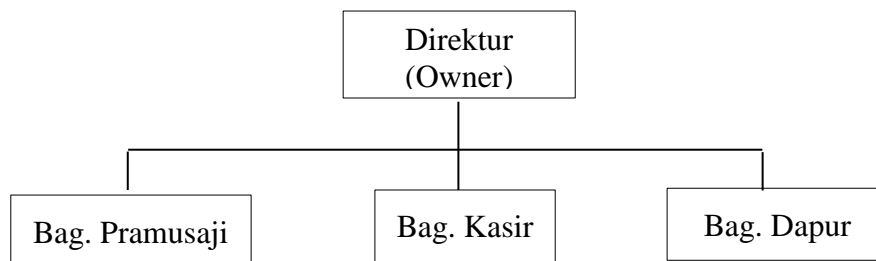 Direktur
(Owner)
Bag. Pramusaji
Bag. Kasir
Bag. Dapur